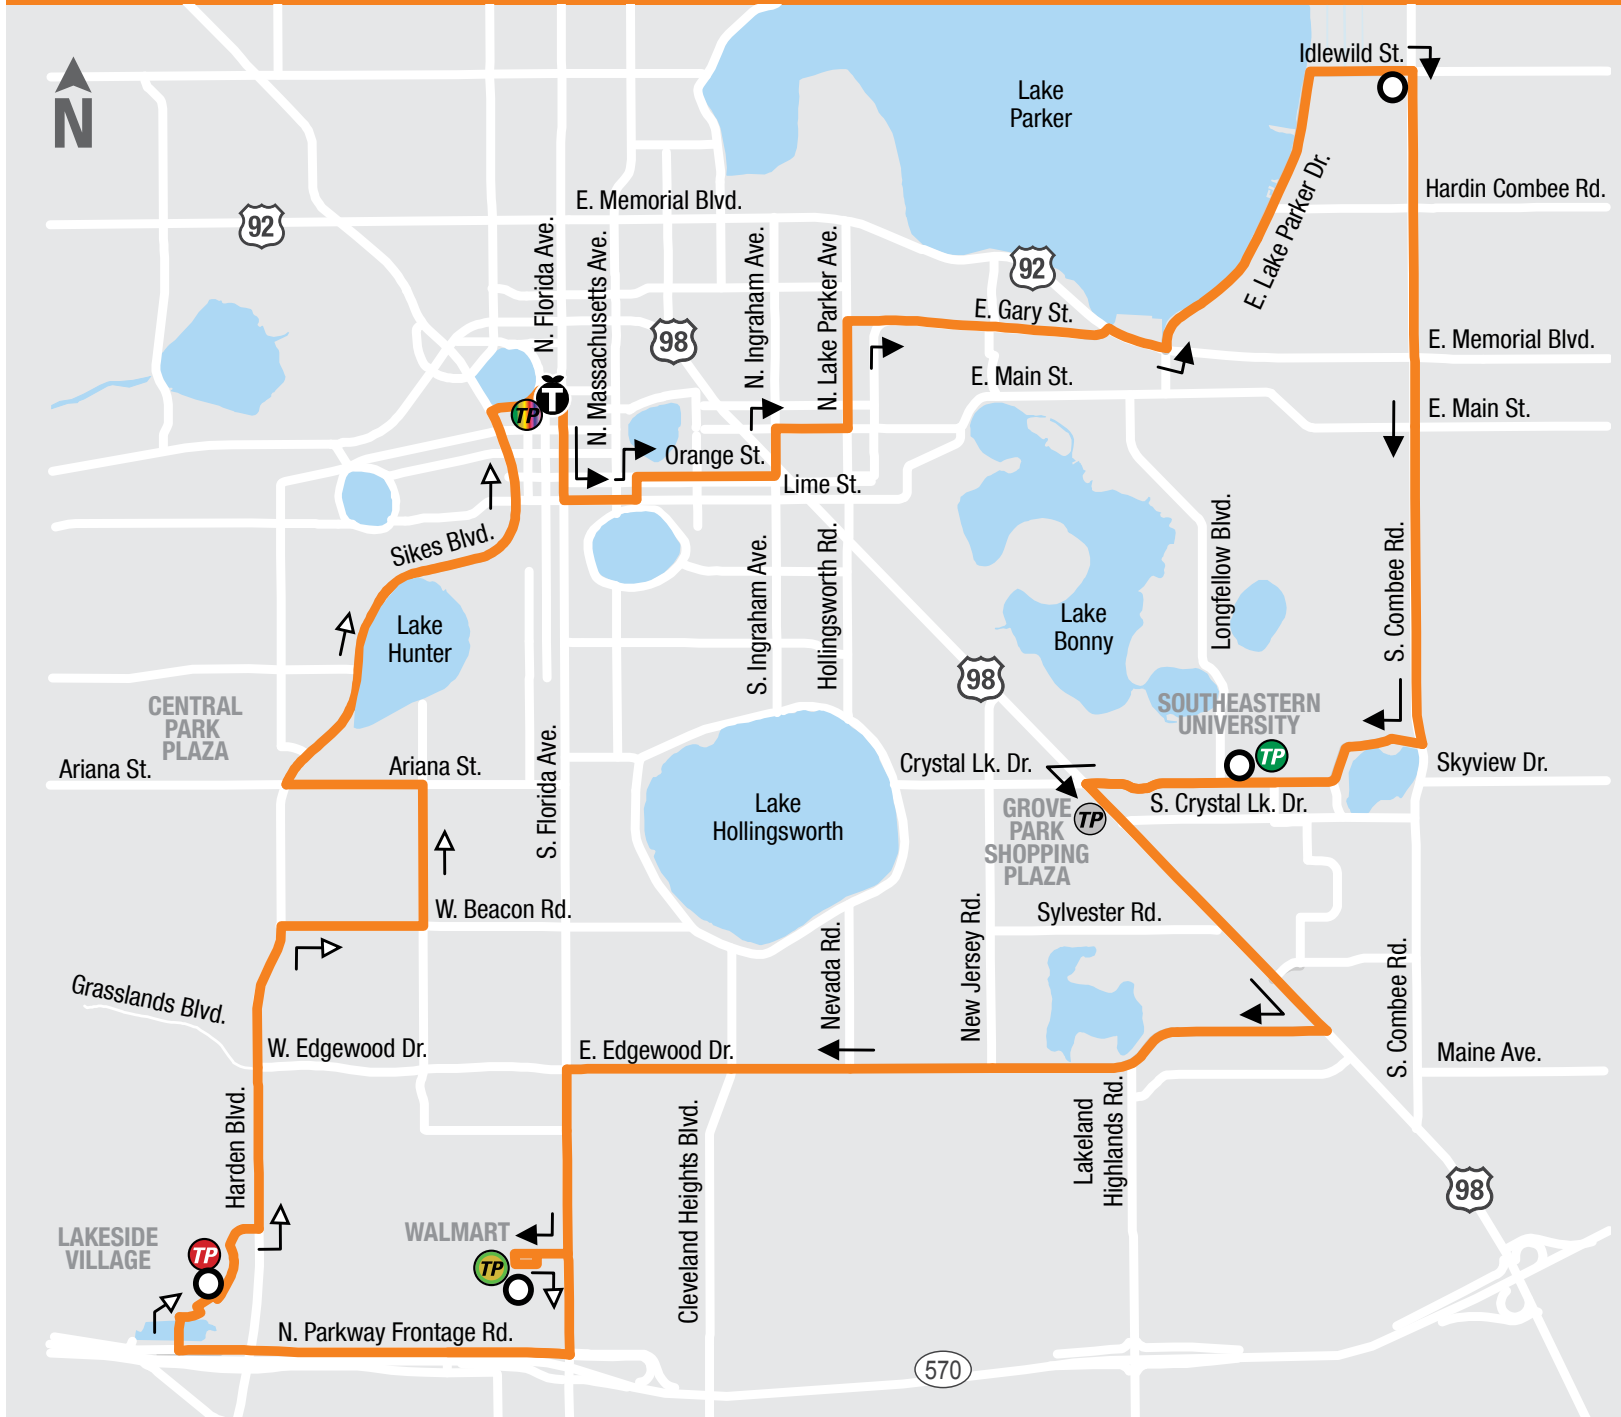 Idlewild St.
Lake
Parker
N
Hardin Combee Rd.
E. Memorial Blvd.
92
92
E. Lake Parker Dr.
N. Florida Ave.
N. Massachusetts Ave.
N. Ingraham Ave.
N. Lake Parker Ave.
E. Gary St.
98
E. Memorial Blvd.
E. Main St.
E. Main St.
T
TP
Orange St.
Lime St.
Sikes Blvd.
S. Ingraham Ave.
Hollingsworth Rd.
Longfellow Blvd.
S. Combee Rd.
Lake
Hunter
Lake
Bonny
98
CENTRAL
PARK
PLAZA
SOUTHEASTERN
UNIVERSITY
TP
Ariana St.
Ariana St.
S. Florida Ave.
Crystal Lk. Dr.
Skyview Dr.
Lake
Hollingsworth
S. Crystal Lk. Dr.
GROVE
PARK
SHOPPING
PLAZA
TP
W. Beacon Rd.
Sylvester Rd.
Nevada Rd.
New Jersey Rd.
S. Combee Rd.
Grasslands Blvd.
W. Edgewood Dr.
E. Edgewood Dr.
Maine Ave.
Harden Blvd.
Cleveland Heights Blvd.
Lakeland
Highlands Rd.
98
LAKESIDE
VILLAGE
TP
WALMART
TP
N. Parkway Frontage Rd.
570